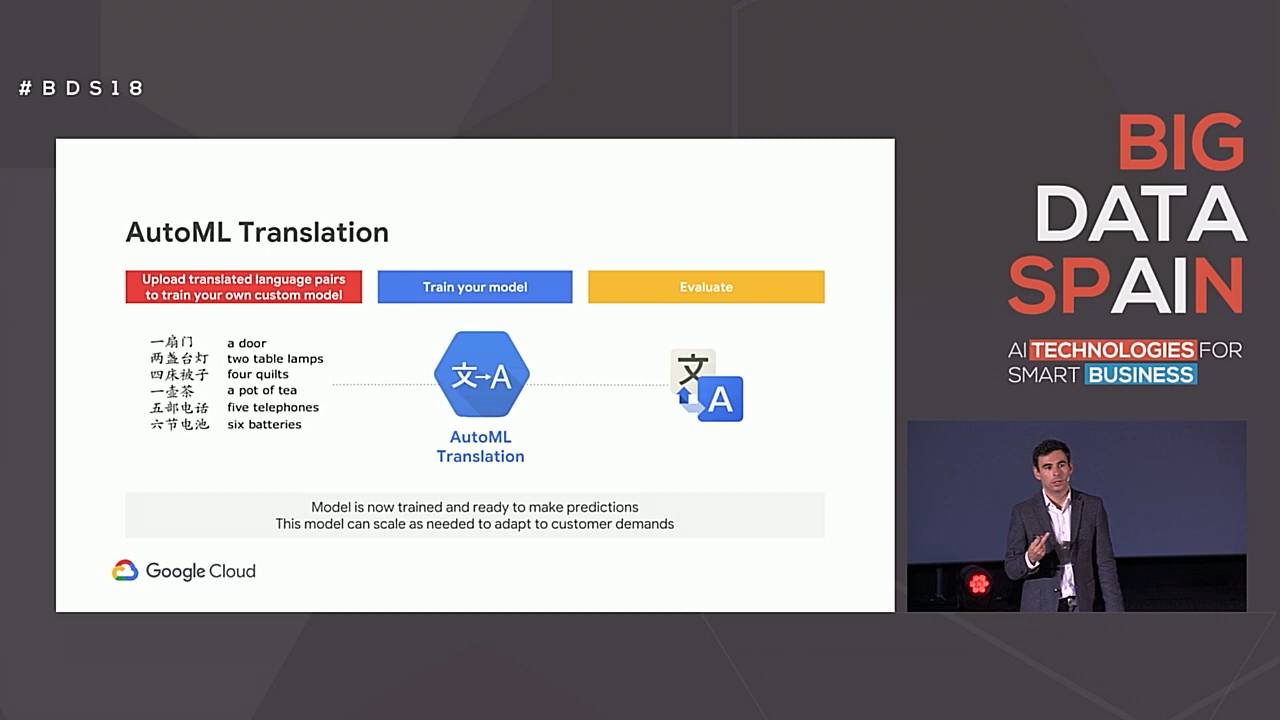 #BDS18
BIG
DATA
SPAIN
AI TECHNOLOGIES FOR
SMART BUSINESS
AutoML Translation
Upload translated language pairs
to train your own custom model
Train your model
Evaluate
一扇门 a door
两盏台灯 two table lamps
四床被子 four quilts
一壶茶 a pot of tea
五部电话 five telephones
六节电池 six batteries
文→A
AutoML
Translation
文
A
Model is now trained and ready to make predictions
This model can scale as needed to adapt to customer demands
Google Cloud